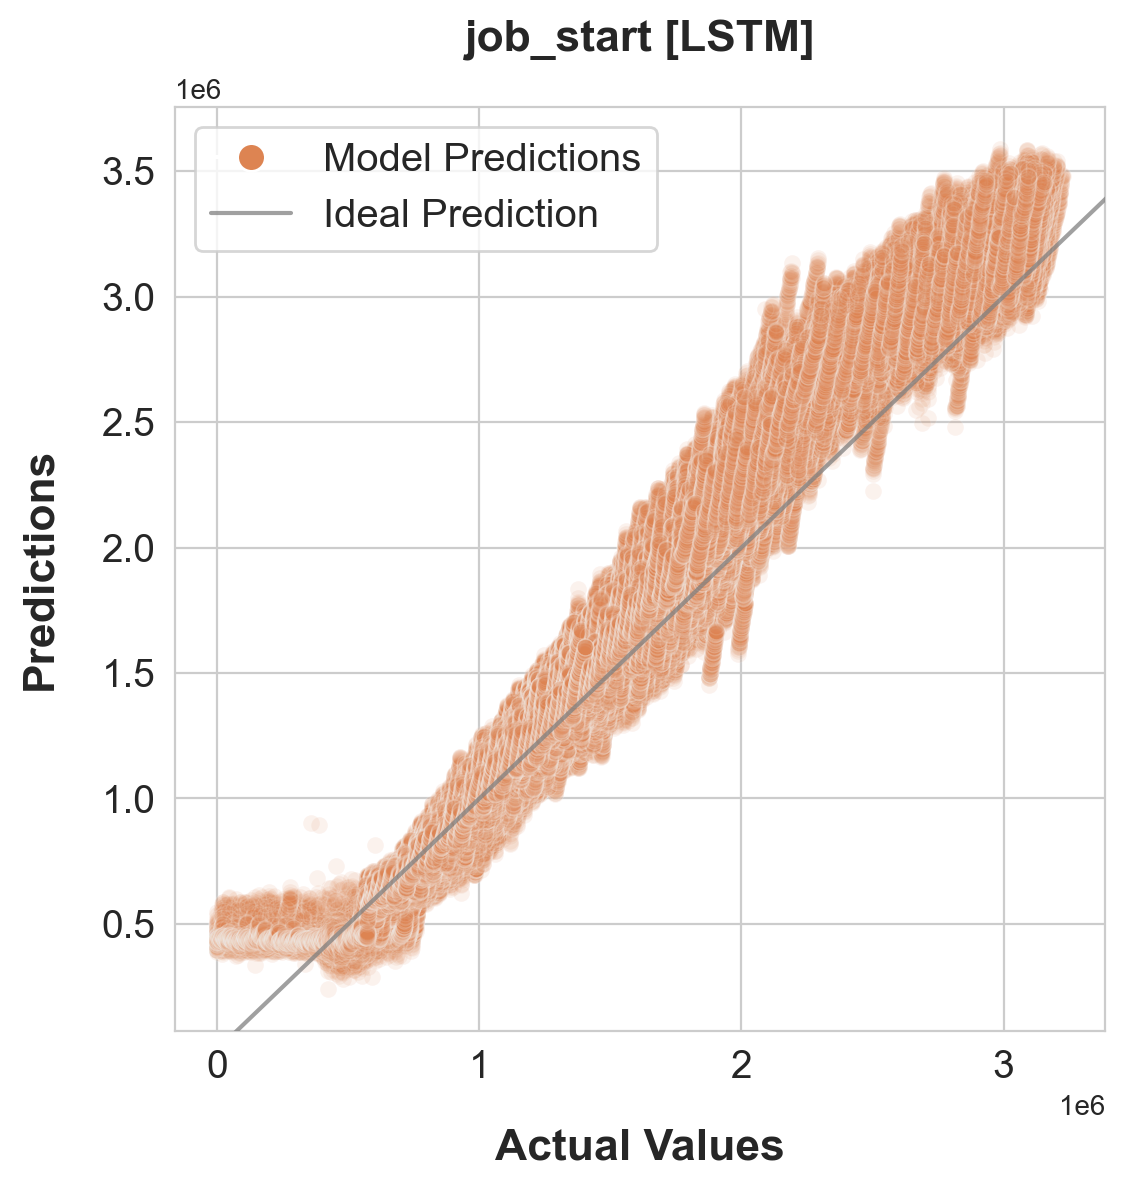 job_start [LSTM]
1e6
Model Predictions
Ideal Prediction
3.5
3.0
2.5
2.0
1.5
1.0
0.5
Predictions
0 1 2 3
1e6
Actual Values